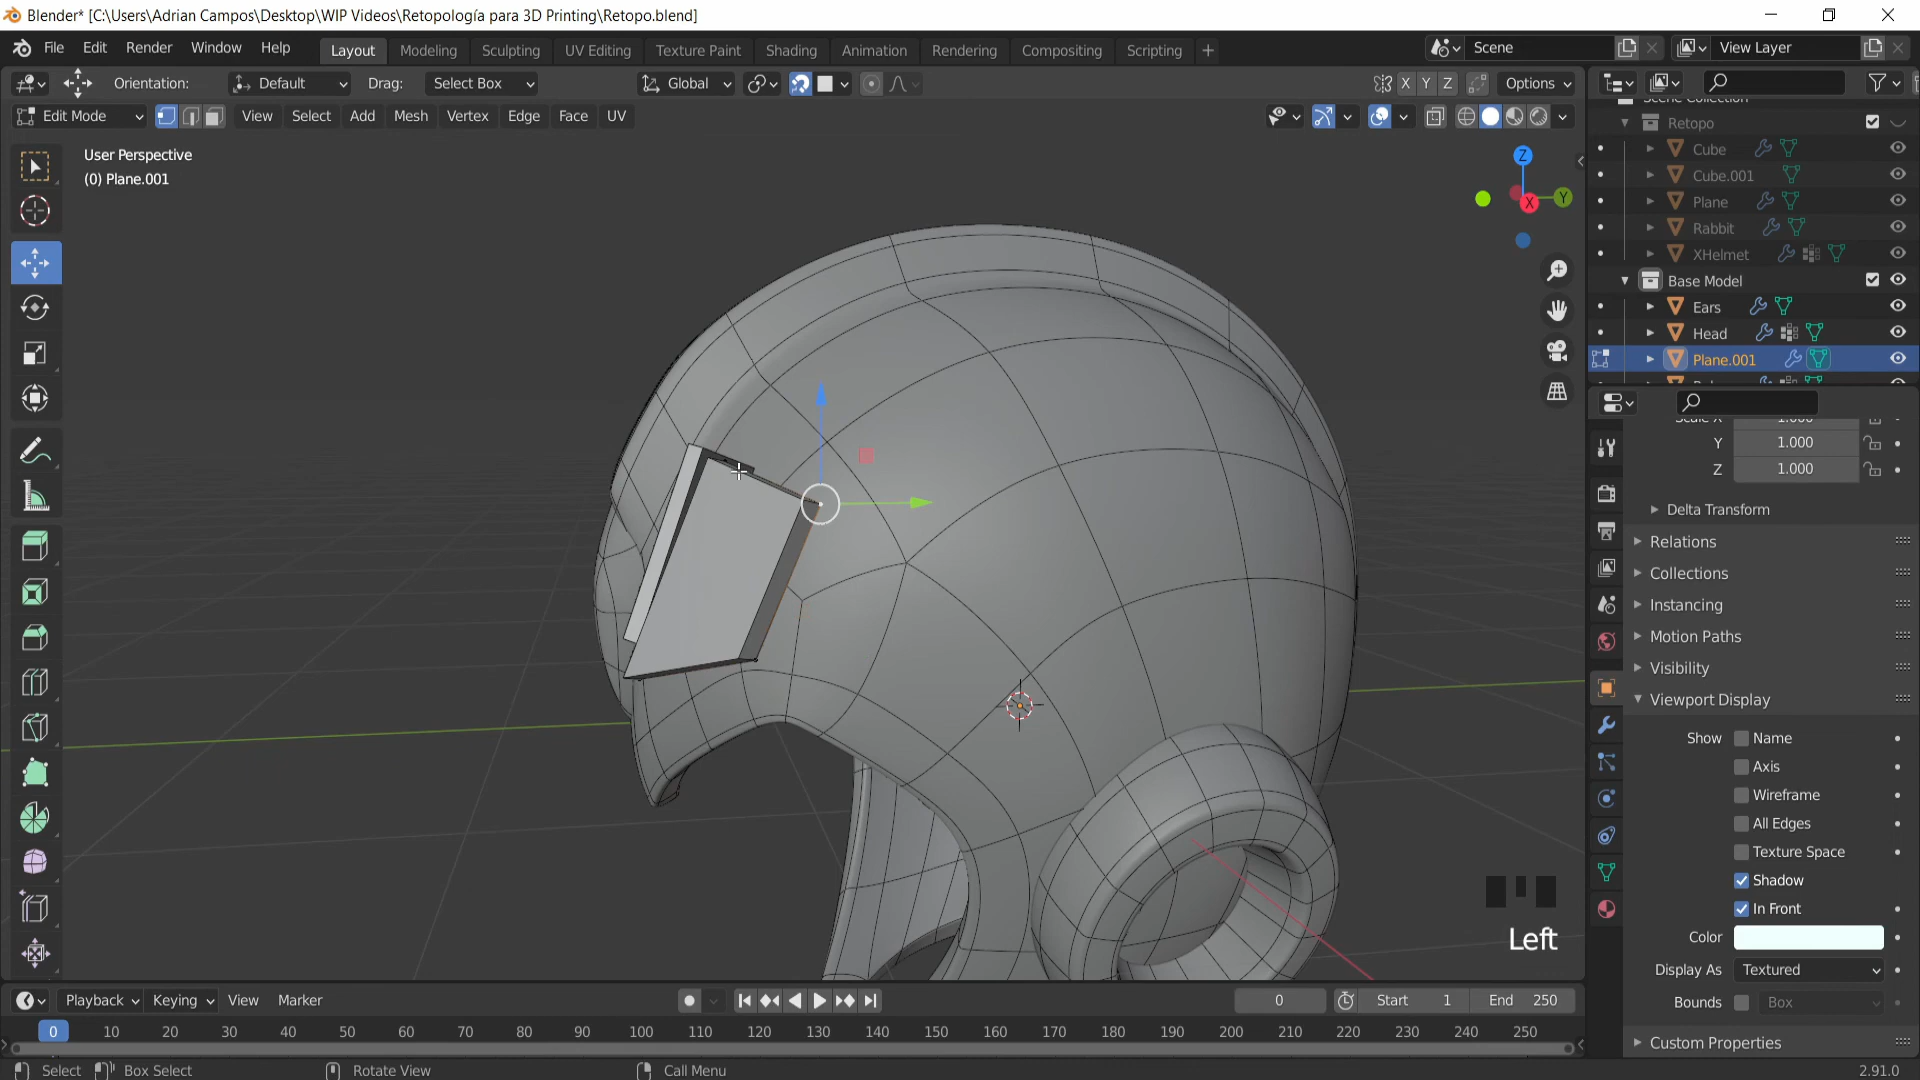 Blender* [C:\Users\Adrian Campos\Desktop\WIP Videos\Retopología para 3D Printing\Retopo.blend]
File Edit Render Window Help Layout Modeling Sculpting UV Editing Texture Paint Shading Animation Rendering Compositing Scripting + Scene View Layer
Orientation: Default Drag: Select Box Global X Y Z Options
Edit Mode View Select Add Mesh Vertex Edge Face UV
User Perspective
(0) Plane.001
Z
Y
X
Scene Collection
Retopo
Cube
Cube.001
Plane
Rabbit
XHelmet
Base Model
Ears
Head
Plane.001
Scale X 1.000
Y 1.000
Z 1.000
Delta Transform
Relations
Collections
Instancing
Motion Paths
Visibility
Viewport Display
Show Name
Axis
Wireframe
All Edges
Texture Space
Shadow
In Front
Color
Display As Textured
Bounds Box
Custom Properties
Left
Playback Keying View Marker 0 Start 1 End 250
0 10 20 30 40 50 60 70 80 90 100 110 120 130 140 150 160 170 180 190 200 210 220 230 240 250
Select Box Select Rotate View Call Menu 2.91.0